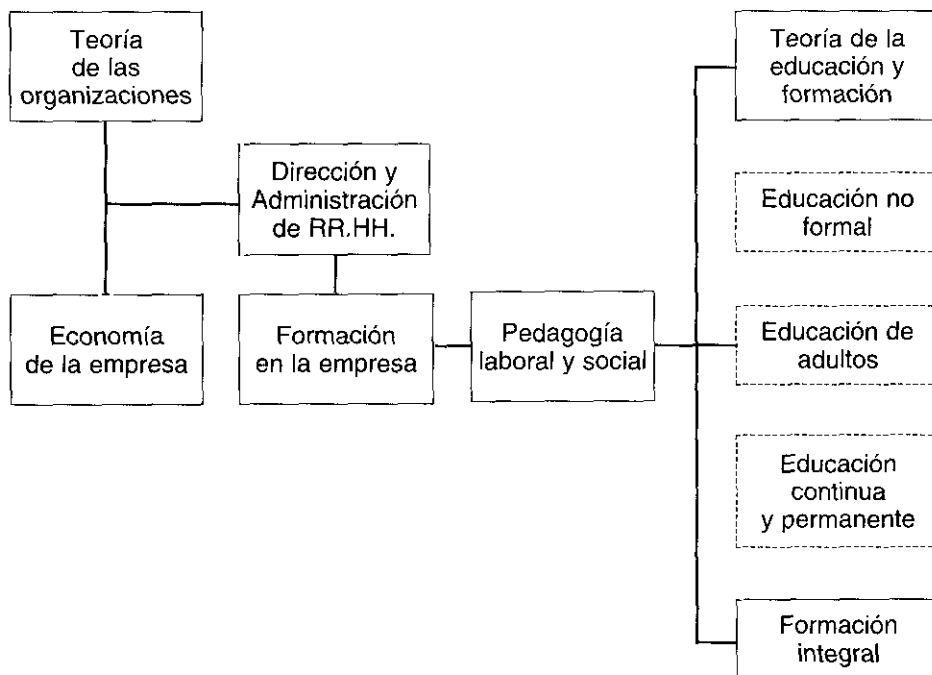 Teoría
de las
organizaciones
Dirección y
Administración
de RR.HH.
Economía
de la empresa
Formación
en la empresa
Pedagogía
laboral y social
Teoría de la
educación y
formación
Educación no
formal
Educación de
adultos
Educación
continua
y permanente
Formación
integral